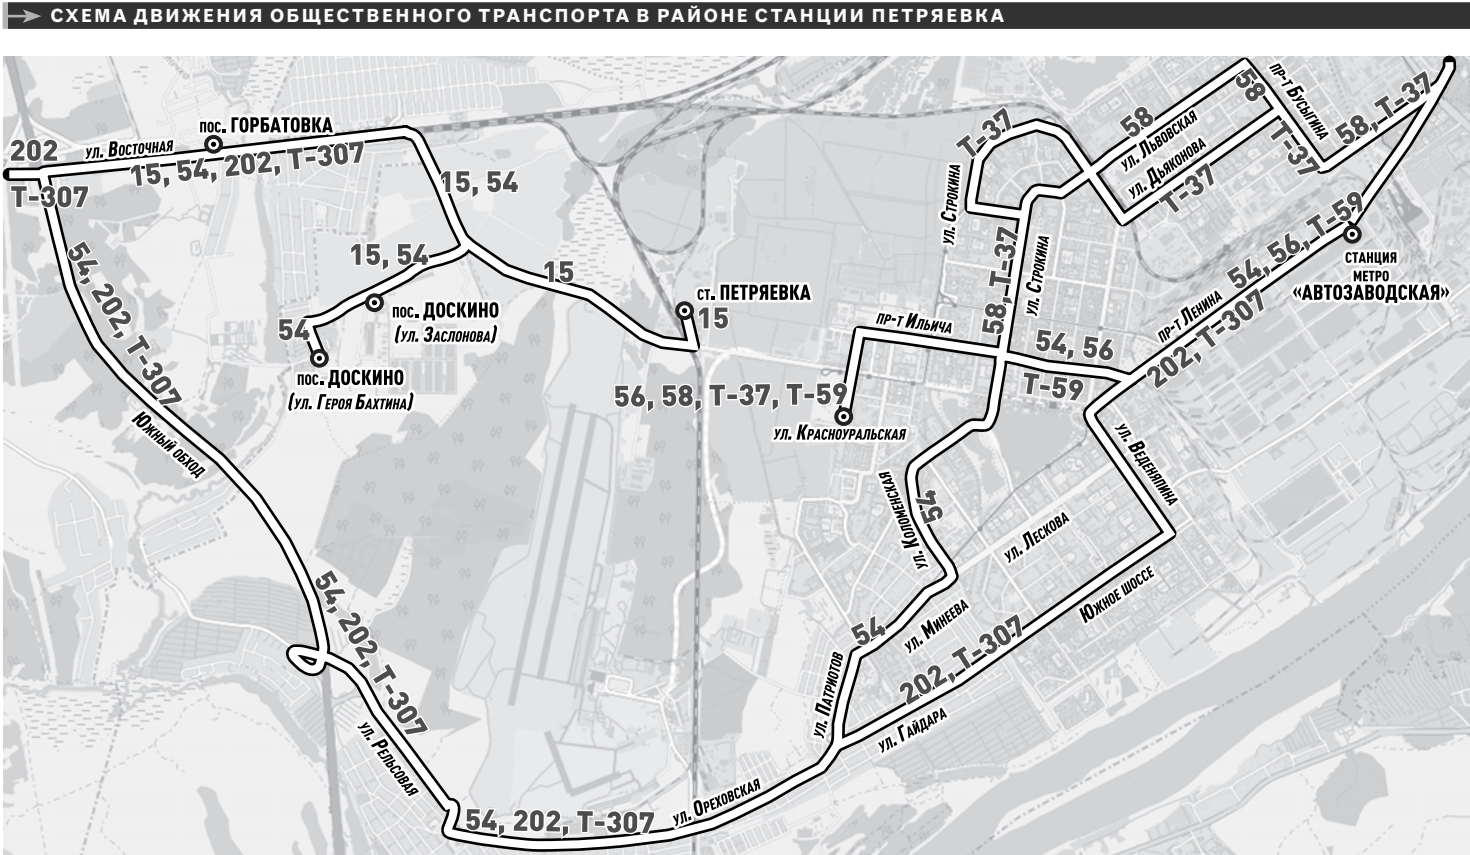 СХЕМА ДВИЖЕНИЯ ОБЩЕСТВЕННОГО ТРАНСПОРТА В РАЙОНЕ СТАНЦИИ ПЕТРЯЕВКА
202
Т-307
ул. Восточная
пос. ГОРБАТОВКА
15, 54, 202, Т-307
15, 54
15, 54
15
54
пос. ДОСКИНО
(ул. Заслонова)
пос. ДОСКИНО
(ул. Героя Бахтина)
ст. ПЕТРЯЕВКА
15
54, 202, Т-307
Южный обход
54, 202, Т-307
ул. Рельсовая
54, 202, Т-307
ул. Ореховская
56, 58, Т-37, Т-59
ул. Красноуральская
пр-т Ильича
54, 56
Т-59
Т-37
ул. Строкина
58, Т-37
ул. Строкина
58
ул. Львовская
ул. Дьяконова
Т-37
58
пр-т Бусыгина
Т-37
58, Т-37
54, 56, Т-59
пр-т Ленина
202, Т-307
СТАНЦИЯ
МЕТРО
«АВТОЗАВОДСКАЯ»
ул. Веденяпина
ул. Коломенская
54
ул. Лескова
Южное шоссе
54
ул. Минеева
202, Т-307
ул. Патриотов
ул. Гайдара